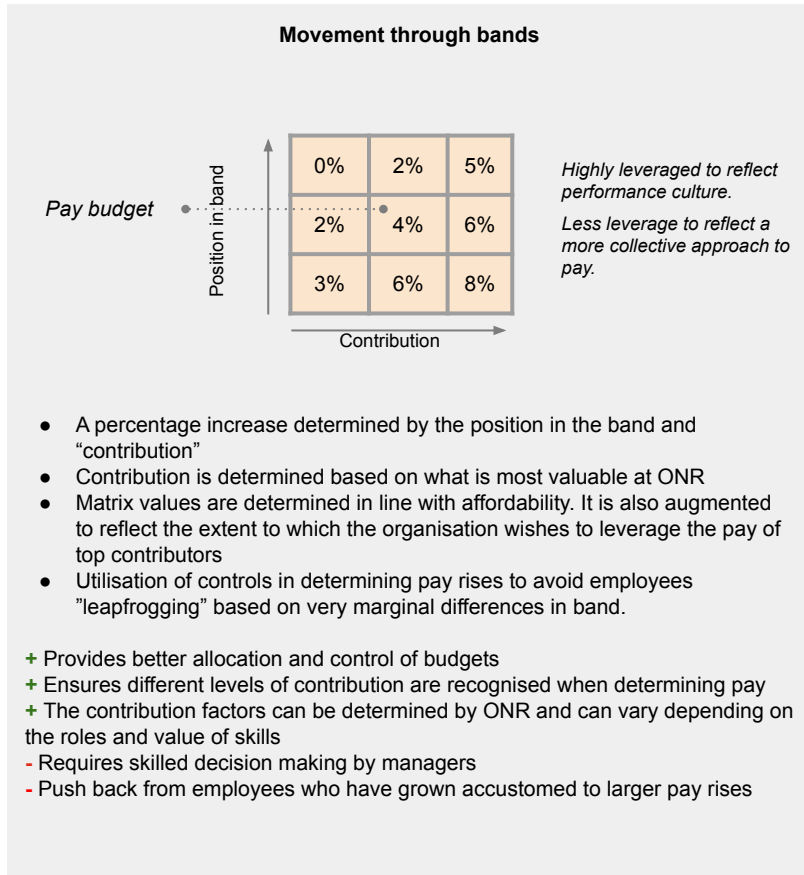 Movement through bands
Pay budget
Position in band
0% 2% 5%
2% 4% 6%
3% 6% 8%
Contribution
Highly leveraged to reflect
performance culture.
Less leverage to reflect a
more collective approach to
pay.
● A percentage increase determined by the position in the band and
“contribution”
● Contribution is determined based on what is most valuable at ONR
● Matrix values are determined in line with affordability. It is also augmented
to reflect the extent to which the organisation wishes to leverage the pay of
top contributors
● Utilisation of controls in determining pay rises to avoid employees
”leapfrogging” based on very marginal differences in band.
+ Provides better allocation and control of budgets
+ Ensures different levels of contribution are recognised when determining pay
+ The contribution factors can be determined by ONR and can vary depending on
the roles and value of skills
- Requires skilled decision making by managers
- Push back from employees who have grown accustomed to larger pay rises